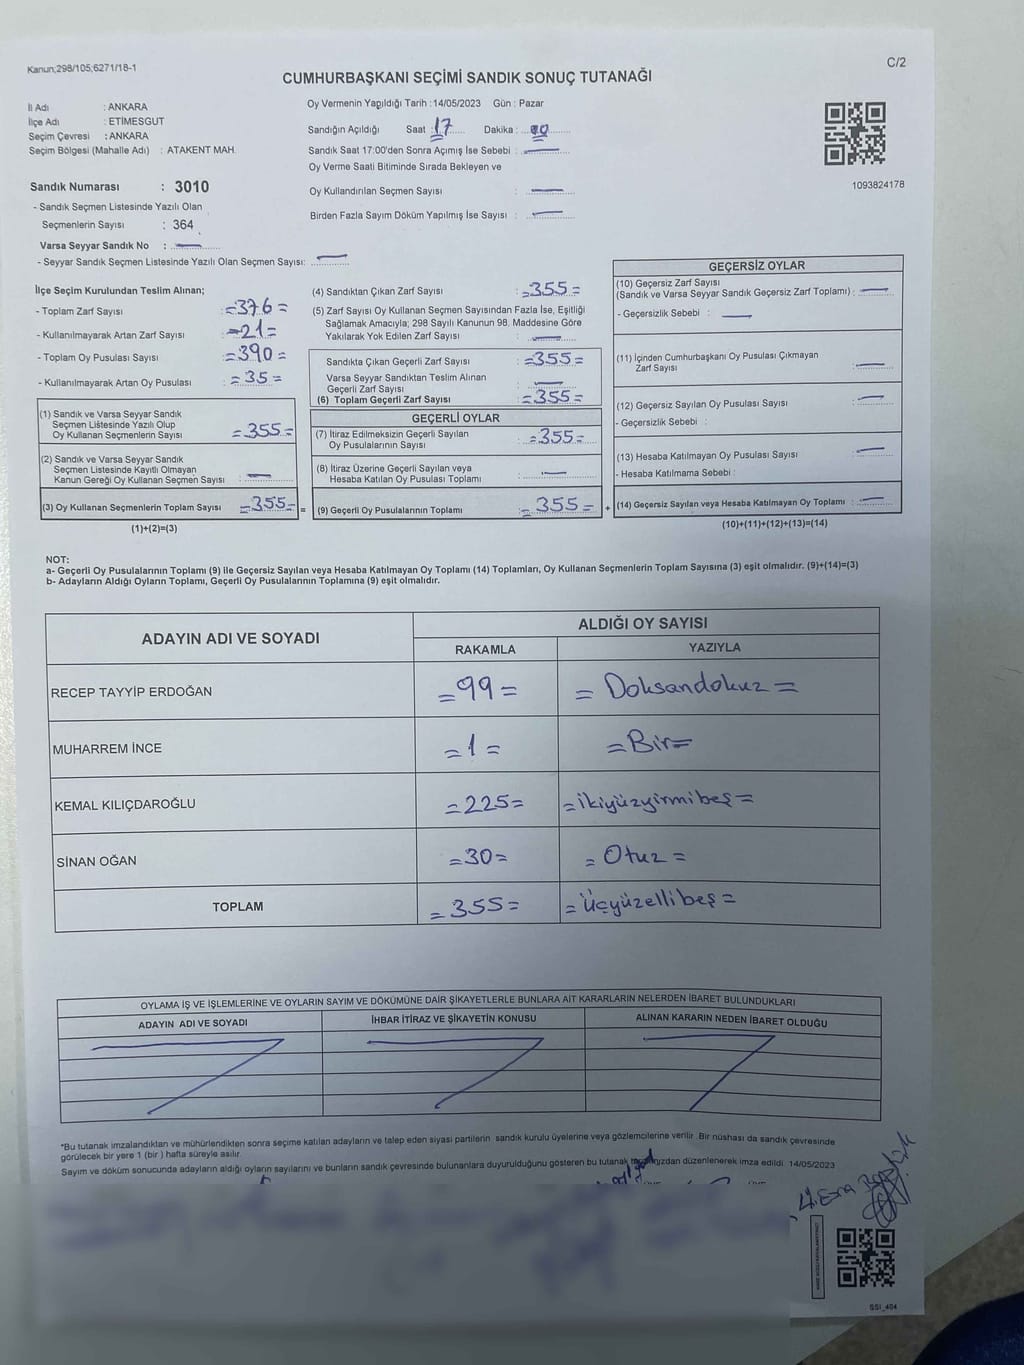 Kanun;298/105;6271/18-1
C/2
CUMHURBAŞKANI SEÇİMİ SANDIK SONUÇ TUTANAĞI
İl Adı : ANKARA
İlçe Adı : ETİMESGUT
Seçim Çevresi : ANKARA
Seçim Bölgesi (Mahalle Adı) : ATAKENT MAH.
Oy Vermenin Yapıldığı Tarih : 14/05/2023 Gün : Pazar
Sandığın Açıldığı Saat : 17 Dakika :
Sandık Saat 17:00'den Sonra Açımış İse Sebebi :
Oy Verme Saati Bitiminde Sırada Bekleyen ve
Oy Kullandırılan Seçmen Sayısı :
Birden Fazla Sayım Döküm Yapılmış İse Sayısı :
1093824178
Sandık Numarası : 3010
- Sandık Seçmen Listesinde Yazılı Olan
Seçmenlerin Sayısı : 364
Varsa Seyyar Sandık No :
- Seyyar Sandık Seçmen Listesinde Yazılı Olan Seçmen Sayısı:
İlçe Seçim Kurulundan Teslim Alınan;
- Toplam Zarf Sayısı : =376=
- Kullanılmayarak Artan Zarf Sayısı : =21=
- Toplam Oy Pusulası Sayısı : =390=
- Kullanılmayarak Artan Oy Pusulası : =35=
(1) Sandık ve Varsa Seyyar Sandık
Seçmen Listesinde Yazılı Olup
Oy Kullanan Seçmenlerin Sayısı =355=
(2) Sandık ve Varsa Seyyar Sandık
Seçmen Listesinde Kayıtlı Olmayan
Kanun Gereği Oy Kullanan Seçmen Sayısı :
(3) Oy Kullanan Seçmenlerin Toplam Sayısı =355= =
(1)+(2)=(3)
(4) Sandıktan Çıkan Zarf Sayısı : =355=
(5) Zarf Sayısı Oy Kullanan Seçmen Sayısından Fazla İse, Eşitliği
Sağlamak Amacıyla; 298 Sayılı Kanunun 98. Maddesine Göre
Yakılarak Yok Edilen Zarf Sayısı :
Sandıkta Çıkan Geçerli Zarf Sayısı : =355=
Varsa Seyyar Sandıktan Teslim Alınan
Geçerli Zarf Sayısı :
(6) Toplam Geçerli Zarf Sayısı : =355=
GEÇERLİ OYLAR
(7) İtiraz Edilmeksizin Geçerli Sayılan
Oy Pusulalarının Sayısı : =355=
(8) İtiraz Üzerine Geçerli Sayılan veya
Hesaba Katılan Oy Pusulası Toplamı :
(9) Geçerli Oy Pusulalarının Toplamı = 355= +
GEÇERSİZ OYLAR
(10) Geçersiz Zarf Sayısı
(Sandık ve Varsa Seyyar Sandık Geçersiz Zarf Toplamı) :
- Geçersizlik Sebebi :
(11) İçinden Cumhurbaşkanı Oy Pusulası Çıkmayan
Zarf Sayısı :
(12) Geçersiz Sayılan Oy Pusulası Sayısı :
- Geçersizlik Sebebi :
(13) Hesaba Katılmayan Oy Pusulası Sayısı :
- Hesaba Katılmama Sebebi :
(14) Geçersiz Sayılan veya Hesaba Katılmayan Oy Toplamı :
(10)+(11)+(12)+(13)=(14)
NOT:
a- Geçerli Oy Pusulalarının Toplamı (9) ile Geçersiz Sayılan veya Hesaba Katılmayan Oy Toplamı (14) Toplamları, Oy Kullanan Seçmenlerin Toplam Sayısına (3) eşit olmalıdır. (9)+(14)=(3)
b- Adayların Aldığı Oyların Toplamı, Geçerli Oy Pusulalarının Toplamına (9) eşit olmalıdır.
ADAYIN ADI VE SOYADI ALDIĞI OY SAYISI
RAKAMLA YAZIYLA
RECEP TAYYİP ERDOĞAN =99= = Doksandokuz =
MUHARREM İNCE =1= =Bir=
KEMAL KILIÇDAROĞLU =225= =ikiyüzyirmibeş=
SİNAN OĞAN =30= = Otuz =
TOPLAM =355= = Üçyüzellibeş =
OYLAMA İŞ VE İŞLEMLERİNE VE OYLARIN SAYIM VE DÖKÜMÜNE DAİR ŞİKAYETLERLE BUNLARA AİT KARARLARIN NELERDEN İBARET BULUNDUKLARI
ADAYIN ADI VE SOYADI İHBAR İTİRAZ VE ŞİKAYETİN KONUSU ALINAN KARARIN NEDEN İBARET OLDUĞU
*Bu tutanak imzalandıktan ve mühürlendikten sonra seçime katılan adayların ve talep eden siyasi partilerin sandık kurulu üyelerine veya gözlemcilerine verilir. Bir nüshası da sandık çevresinde
görülecek bir yere 1 (bir) hafta süreyle asılır.
Sayım ve döküm sonucunda adayların aldığı oyların sayılarını ve bunların sandık çevresinde bulunanlara duyurulduğunu gösteren bu tutanak düzenlenerek imza edildi. 14/05/2023
Esra
SSI_404